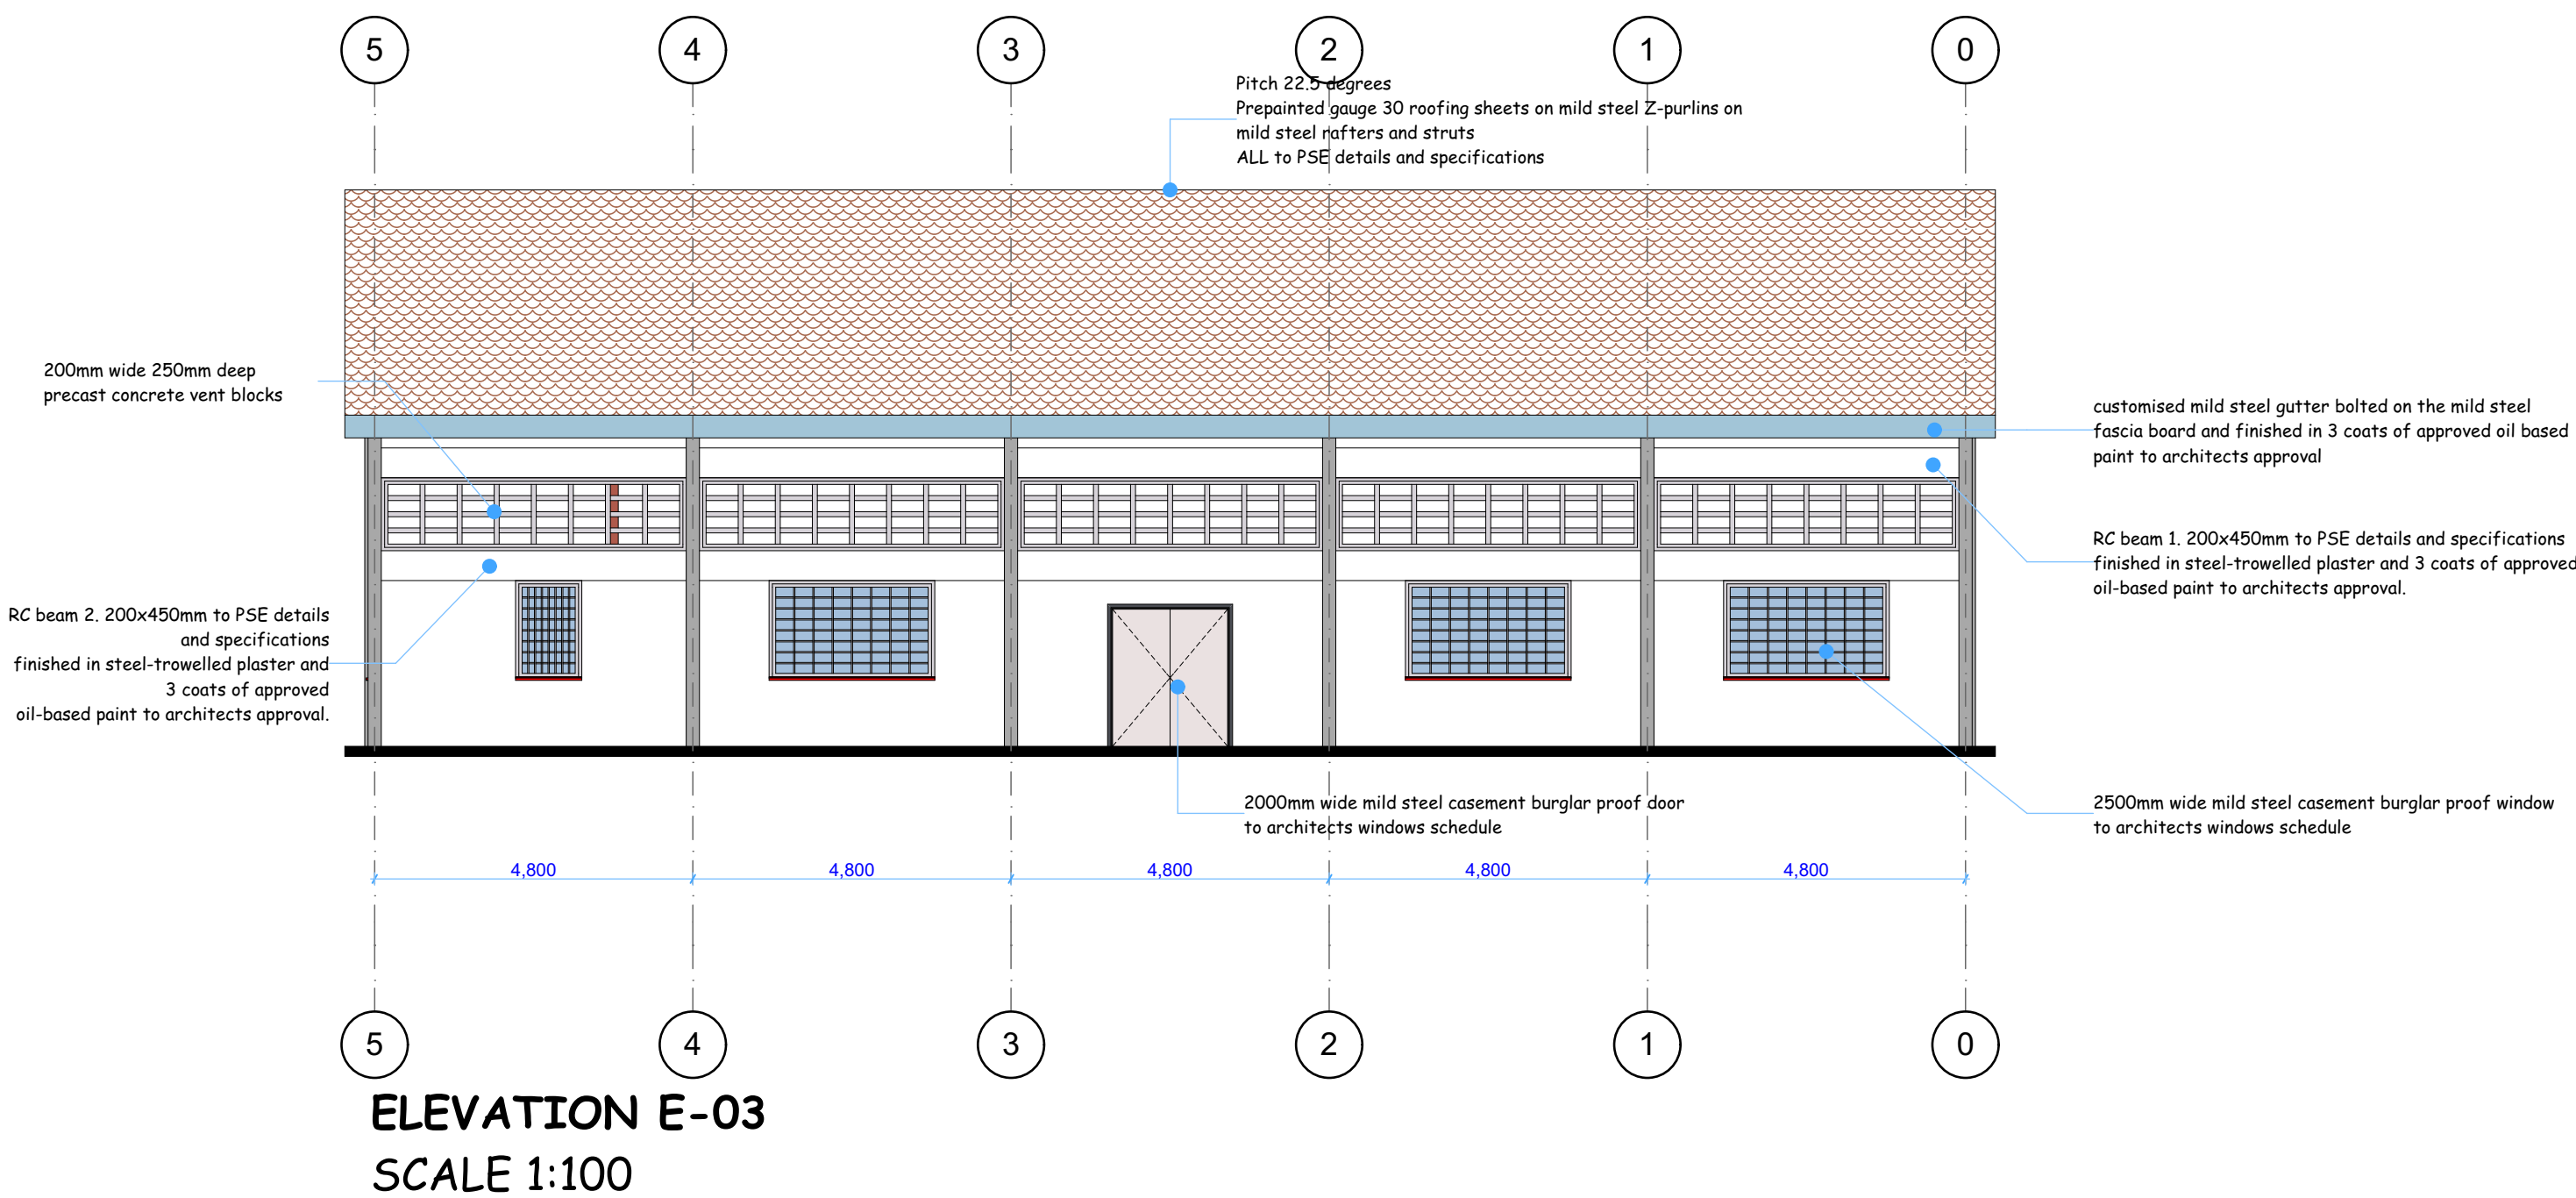 5 4 3 2 1 0
Pitch 22.5 degrees
Prepainted gauge 30 roofing sheets on mild steel Z-purlins on
mild steel rafters and struts
ALL to PSE details and specifications
200mm wide 250mm deep
precast concrete vent blocks
customised mild steel gutter bolted on the mild steel
fascia board and finished in 3 coats of approved oil based
paint to architects approval
RC beam 1. 200x450mm to PSE details and specifications
finished in steel-trowelled plaster and 3 coats of approved
oil-based paint to architects approval.
RC beam 2. 200x450mm to PSE details
and specifications
finished in steel-trowelled plaster and
3 coats of approved
oil-based paint to architects approval.
2000mm wide mild steel casement burglar proof door
to architects windows schedule
2500mm wide mild steel casement burglar proof window
to architects windows schedule
4,800 4,800 4,800 4,800 4,800
5 4 3 2 1 0
ELEVATION E-03
SCALE 1:100